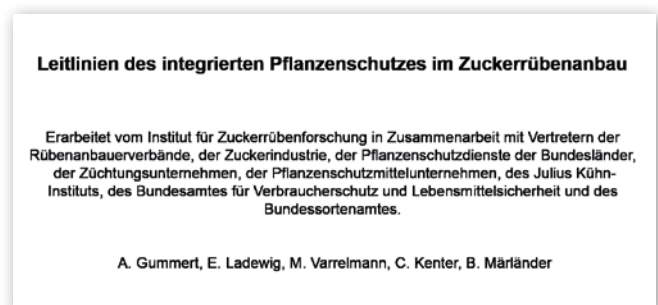 Leitlinien des integrierten Pflanzenschutzes im Zuckerrübenanbau
Erarbeitet vom Institut für Zuckerrübenforschung in Zusammenarbeit mit Vertretern der
Rübenanbauerverbände, der Zuckerindustrie, der Pflanzenschutzdienste der Bundesländer,
der Züchtungsunternehmen, der Pflanzenschutzmittelunternehmen, des Julius Kühn-
Instituts, des Bundesamtes für Verbraucherschutz und Lebensmittelsicherheit und des
Bundessortenamtes.
A. Gummert, E. Ladewig, M. Varrelmann, C. Kenter, B. Märländer